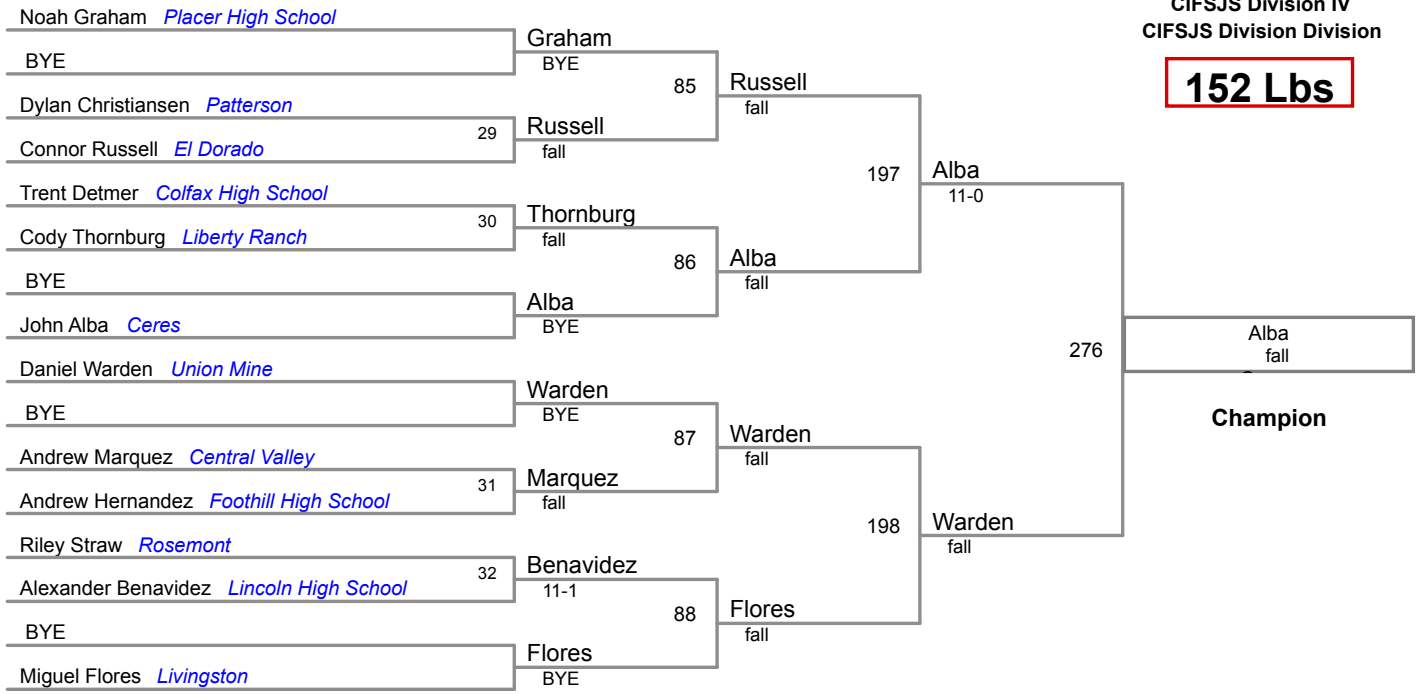 CIFSJS Division IV
CIFSJS Division Division
152 Lbs
Noah Graham Placer High School
BYE
Dylan Christiansen Patterson
Connor Russell El Dorado
Trent Detmer Colfax High School
Cody Thornburg Liberty Ranch
BYE
John Alba Ceres
Daniel Warden Union Mine
BYE
Andrew Marquez Central Valley
Andrew Hernandez Foothill High School
Riley Straw Rosemont
Alexander Benavidez Lincoln High School
BYE
Miguel Flores Livingston
29
30
31
32
Graham
BYE
Russell
fall
Thornburg
fall
Alba
BYE
Warden
BYE
Marquez
fall
Benavidez
11-1
Flores
BYE
85
86
87
88
Russell
fall
Alba
fall
Warden
fall
Flores
fall
197
198
Alba
11-0
Warden
fall
276
Alba
fall
Champion